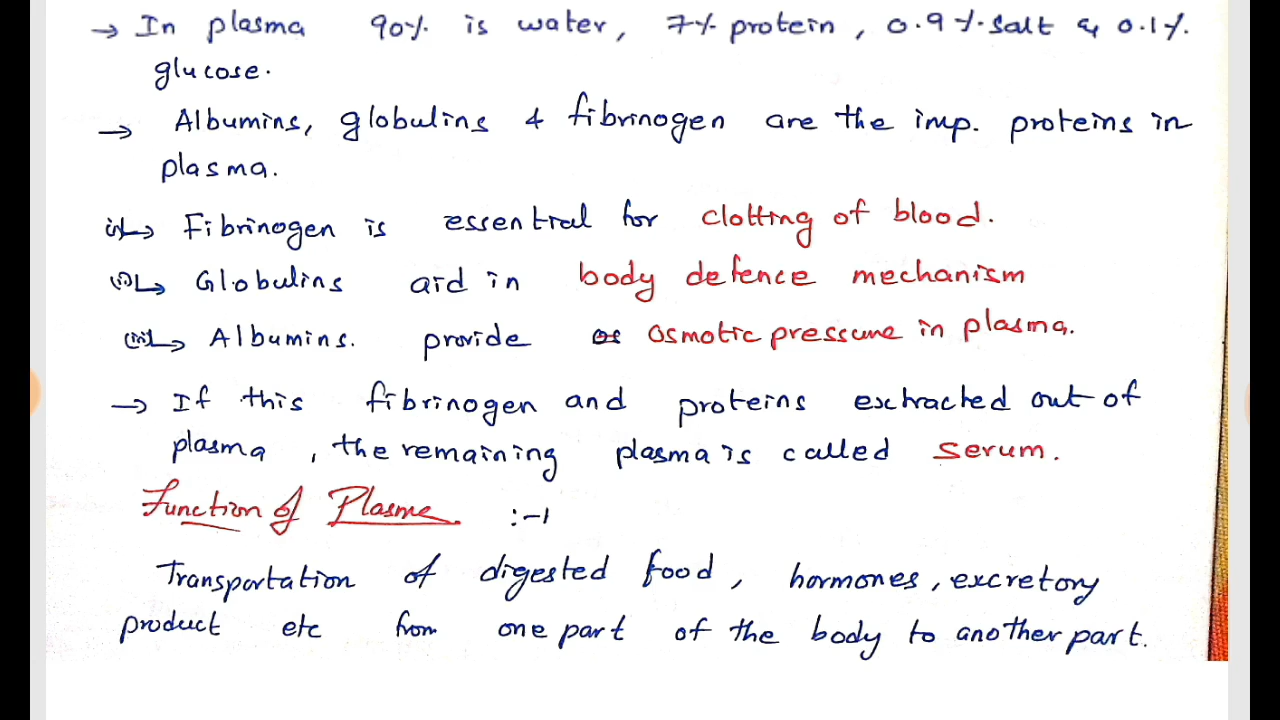 → In plasma 90% is water, 7% protein, 0.9% salt & 0.1%
glucose.
→ Albumins, globulins & fibrinogen are the imp. proteins in
plasma.
(i)↳ Fibrinogen is essential for clotting of blood.
(ii)↳ Globulins aid in body defence mechanism
(iii)↳ Albumins. provide osmotic pressure in plasma.
→ If this fibrinogen and proteins extracted out of
plasma, the remaining plasma is called serum.
Function of Plasma :-
Transportation of digested food, hormones, excretory
product etc from one part of the body to another part.